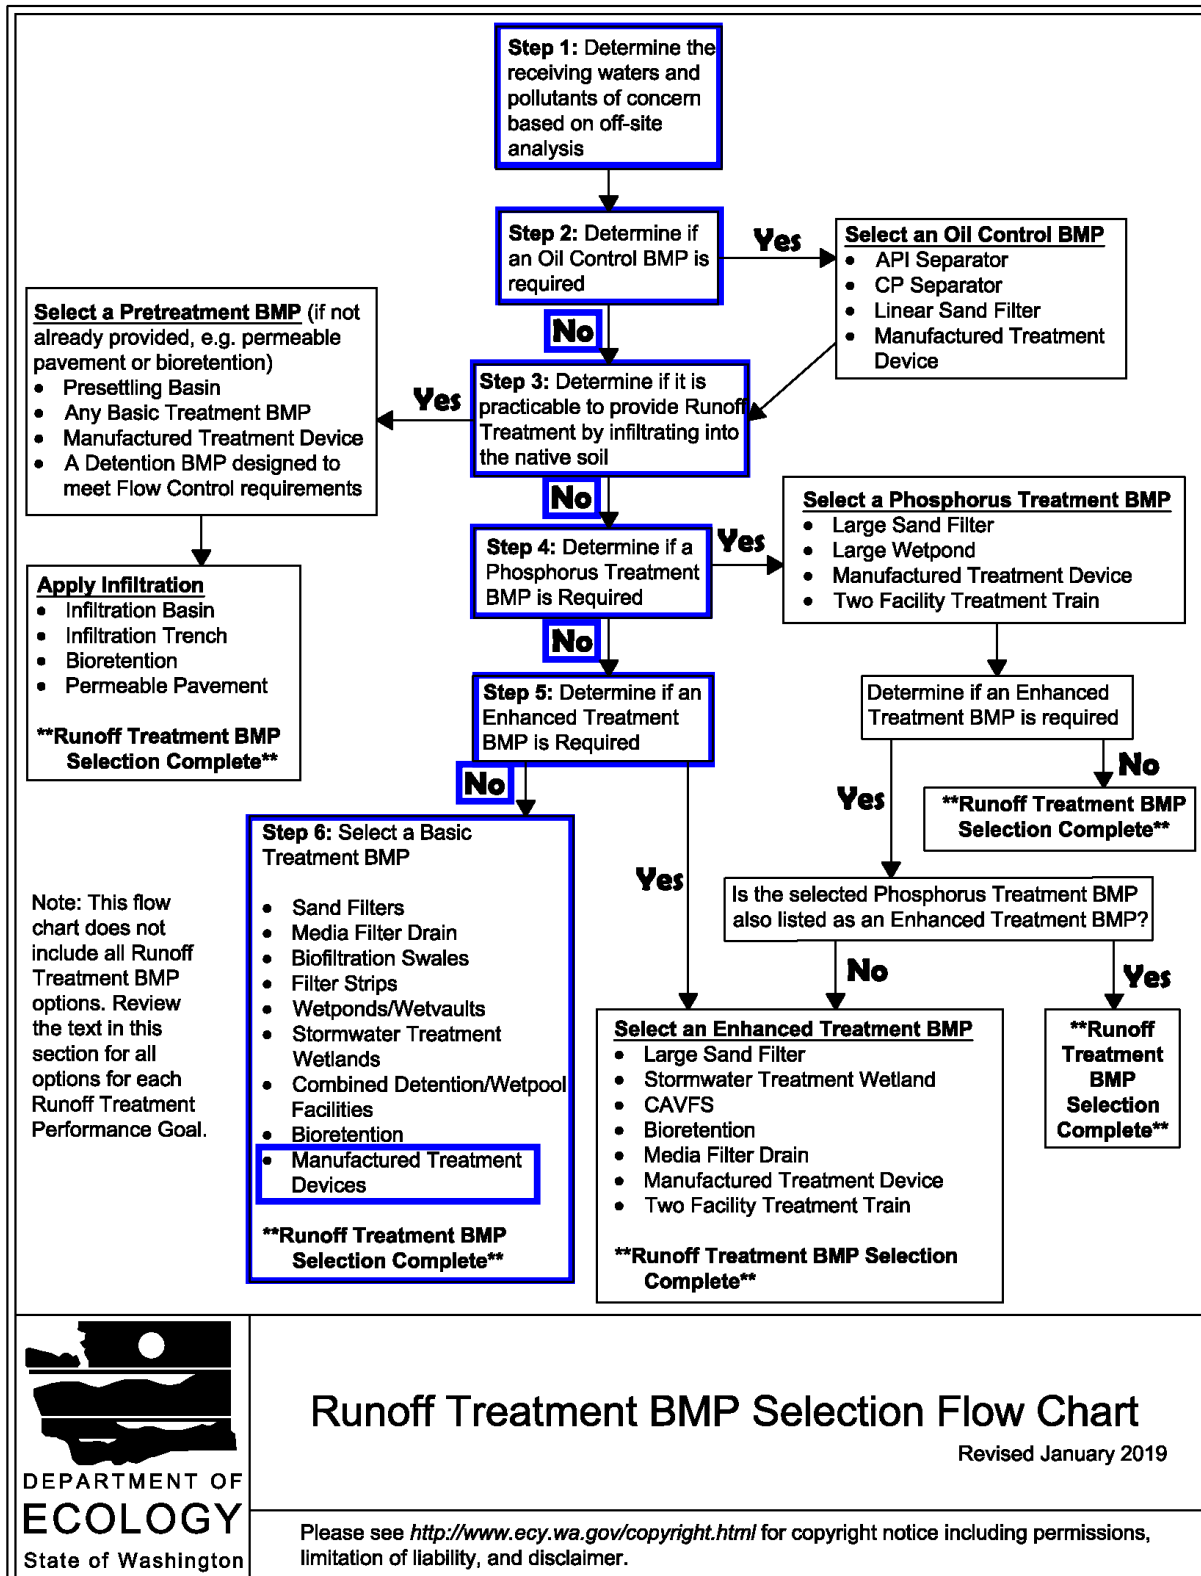 Step 1: Determine the
receiving waters and
pollutants of concern
based on off-site
analysis
Step 2: Determine if
an Oil Control BMP is
required
Yes
Select an Oil Control BMP
• API Separator
• CP Separator
• Linear Sand Filter
• Manufactured Treatment
Device
No
Select a Pretreatment BMP (if not
already provided, e.g. permeable
pavement or bioretention)
• Presettling Basin
• Any Basic Treatment BMP
• Manufactured Treatment Device
• A Detention BMP designed to
meet Flow Control requirements
Yes
Step 3: Determine if it is
practicable to provide Runoff
Treatment by infiltrating into
the native soil
No
Apply Infiltration
• Infiltration Basin
• Infiltration Trench
• Bioretention
• Permeable Pavement
**Runoff Treatment BMP
Selection Complete**
Step 4: Determine if a
Phosphorus Treatment
BMP is Required
Yes
Select a Phosphorus Treatment BMP
• Large Sand Filter
• Large Wetpond
• Manufactured Treatment Device
• Two Facility Treatment Train
No
Step 5: Determine if an
Enhanced Treatment
BMP is Required
Determine if an Enhanced
Treatment BMP is required
No
**Runoff Treatment BMP
Selection Complete**
Yes
Is the selected Phosphorus Treatment BMP
also listed as an Enhanced Treatment BMP?
No
Yes
**Runoff
Treatment
BMP
Selection
Complete**
No
Yes
Step 6: Select a Basic
Treatment BMP
• Sand Filters
• Media Filter Drain
• Biofiltration Swales
• Filter Strips
• Wetponds/Wetvaults
• Stormwater Treatment
Wetlands
• Combined Detention/Wetpool
Facilities
• Bioretention
• Manufactured Treatment
Devices
**Runoff Treatment BMP
Selection Complete**
Select an Enhanced Treatment BMP
• Large Sand Filter
• Stormwater Treatment Wetland
• CAVFS
• Bioretention
• Media Filter Drain
• Manufactured Treatment Device
• Two Facility Treatment Train
**Runoff Treatment BMP Selection
Complete**
Note: This flow
chart does not
include all Runoff
Treatment BMP
options. Review
the text in this
section for all
options for each
Runoff Treatment
Performance Goal.
DEPARTMENT OF
ECOLOGY
State of Washington
Runoff Treatment BMP Selection Flow Chart
Revised January 2019
Please see http://www.ecy.wa.gov/copyright.html for copyright notice including permissions,
limitation of liability, and disclaimer.